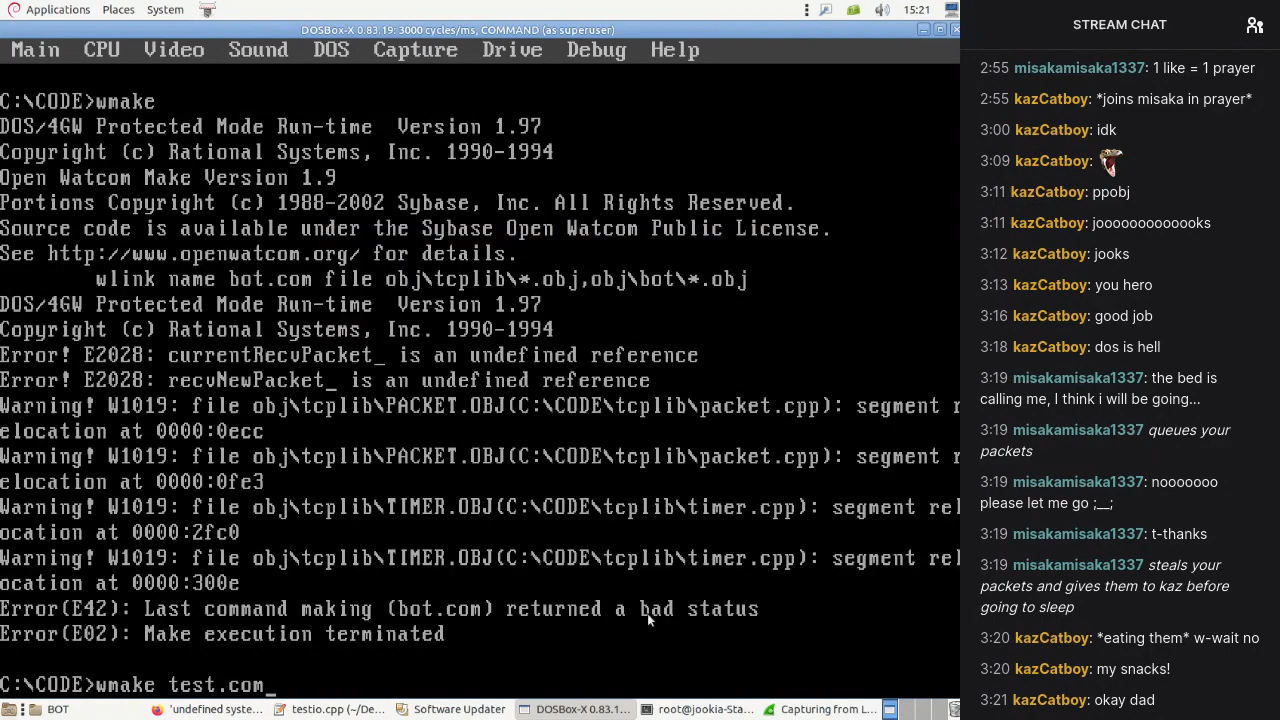 Applications Places System
15:21
DOSBox-X 0.83.19: 3000 cycles/ms, COMMAND (as superuser)
Main CPU Video Sound DOS Capture Drive Debug Help
C:\CODE>wmake
DOS/4GW Protected Mode Run-time  Version 1.97
Copyright (c) Rational Systems, Inc. 1990-1994
Open Watcom Make Version 1.9
Portions Copyright (c) 1988-2002 Sybase, Inc. All Rights Reserved.
Source code is available under the Sybase Open Watcom Public License.
See http://www.openwatcom.org/ for details.
        wlink name bot.com file obj\tcplib\*.obj,obj\bot\*.obj
DOS/4GW Protected Mode Run-time  Version 1.97
Copyright (c) Rational Systems, Inc. 1990-1994
Error! E2028: currentRecvPacket_ is an undefined reference
Error! E2028: recvNewPacket_ is an undefined reference
Warning! W1019: file obj\tcplib\PACKET.OBJ(C:\CODE\tcplib\packet.cpp): segment r
elocation at 0000:0ecc
Warning! W1019: file obj\tcplib\PACKET.OBJ(C:\CODE\tcplib\packet.cpp): segment r
elocation at 0000:0fe3
Warning! W1019: file obj\tcplib\TIMER.OBJ(C:\CODE\tcplib\timer.cpp): segment rel
ocation at 0000:2fc0
Warning! W1019: file obj\tcplib\TIMER.OBJ(C:\CODE\tcplib\timer.cpp): segment rel
ocation at 0000:300e
Error(E42): Last command making (bot.com) returned a bad status
Error(E02): Make execution terminated
C:\CODE>wmake test.com_
BOT
'undefined syste...
testio.cpp (~/De...
Software Updater
DOSBox-X 0.83.1...
root@jookia-Sta...
Capturing from L...
STREAM CHAT
2:55 misakamisaka1337: 1 like = 1 prayer
2:55 kazCatboy: *joins misaka in prayer*
3:00 kazCatboy: idk
3:09 kazCatboy:
3:11 kazCatboy: ppobj
3:11 kazCatboy: joooooooooooks
3:12 kazCatboy: jooks
3:13 kazCatboy: you hero
3:16 kazCatboy: good job
3:18 kazCatboy: dos is hell
3:19 misakamisaka1337: the bed is
calling me, I think i will be going...
3:19 misakamisaka1337 queues your
packets
3:19 misakamisaka1337: nooooooo
please let me go ;__;
3:19 misakamisaka1337: t-thanks
3:19 misakamisaka1337 steals your
packets and gives them to kaz before
going to sleep
3:20 kazCatboy: *eating them* w-wait no
3:20 kazCatboy: my snacks!
3:21 kazCatboy: okay dad